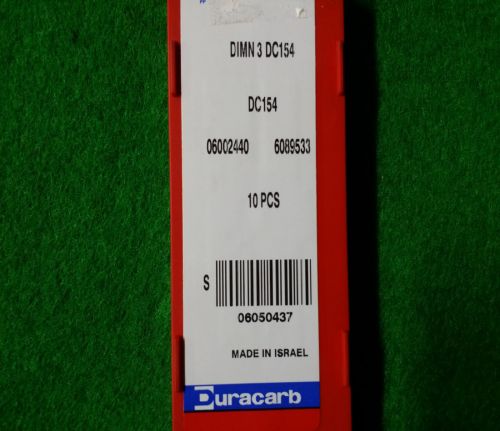 DIMN 3 DC154
DC154
06002440 6089533
10 PCS
S
06050437
MADE IN ISRAEL
Duracarb